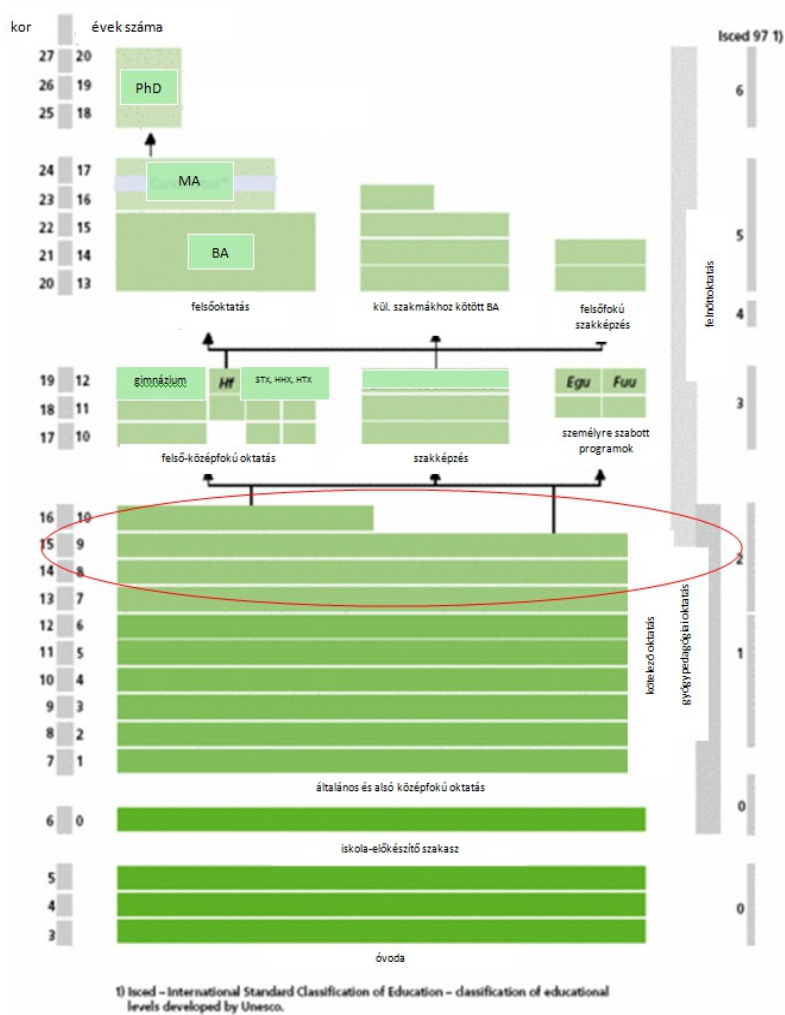 kor évek száma
Isced 97 1)
27 20
26 19
25 18
PhD
6
24 17
23 16
MA
22 15
21 14
20 13
BA
5
felsőoktatás
kül. szakmákhoz kötött BA
felsőfokú
szakképzés
4
felnőttoktatás
19 12
18 11
17 10
gimnázium
Hf
STX, HHX, HTX
Egu Fuu
3
felső-középfokú oktatás
szakképzés
személyre szabott
programok
16 10
15 9
14 8
13 7
2
12 6
11 5
10 4
9 3
8 2
7 1
1
kötelező oktatás
gyógypedagógiai oktatás
általános és alsó középfokú oktatás
6 0
0
iskola-előkészítő szakasz
5
4
3
0
óvoda
1) Isced – International Standard Classification of Education – classification of educational
levels developed by Unesco.